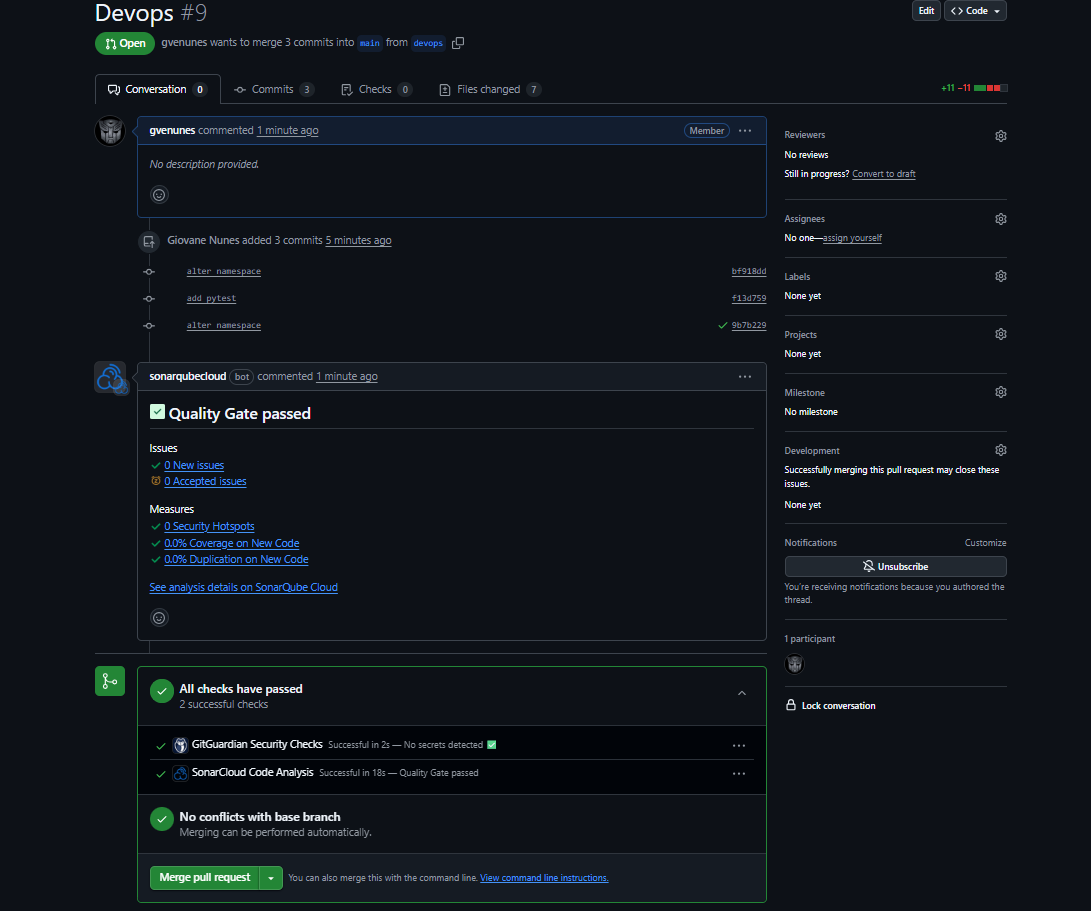 Devops #9
Edit
<> Code
Open
gvenunes wants to merge 3 commits into main from devops
Conversation 0
Commits 3
Checks 0
Files changed 7
+11 −11
gvenunes commented 1 minute ago
Member
No description provided.
Giovane Nunes added 3 commits 5 minutes ago
alter namespace bf918dd
add pytest f13d759
alter namespace 9b7b229
sonarqubecloud bot commented 1 minute ago
Quality Gate passed
Issues
0 New issues
0 Accepted issues
Measures
0 Security Hotspots
0.0% Coverage on New Code
0.0% Duplication on New Code
See analysis details on SonarQube Cloud
All checks have passed
2 successful checks
GitGuardian Security Checks Successful in 2s — No secrets detected ✅
SonarCloud Code Analysis Successful in 18s — Quality Gate passed
No conflicts with base branch
Merging can be performed automatically.
Merge pull request
You can also merge this with the command line. View command line instructions.
Reviewers
No reviews
Still in progress? Convert to draft
Assignees
No one—assign yourself
Labels
None yet
Projects
None yet
Milestone
No milestone
Development
Successfully merging this pull request may close these
issues.
None yet
Notifications
Customize
Unsubscribe
You're receiving notifications because you authored the
thread.
1 participant
Lock conversation